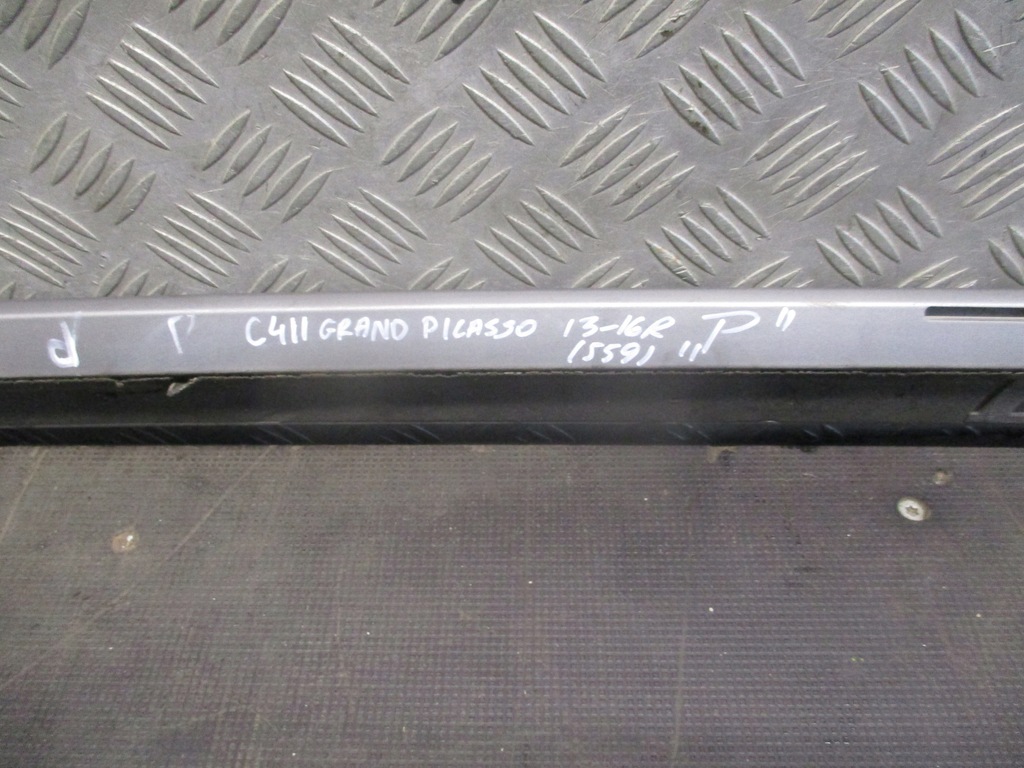 P
C4II GRAND PICASSO 13-16R "P"
(559)